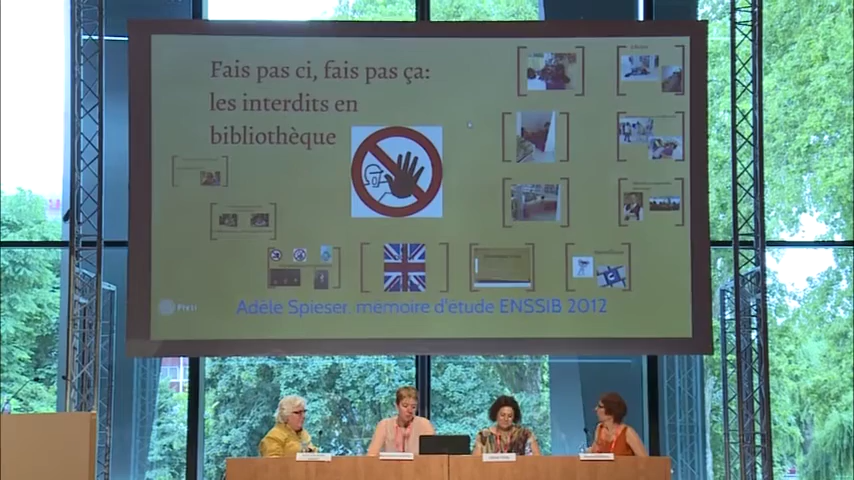 Fais pas ci, fais pas ça:
les interdits en
bibliothèque
Prezi
Adèle Spieser, mémoire d'étude ENSSIB 2012